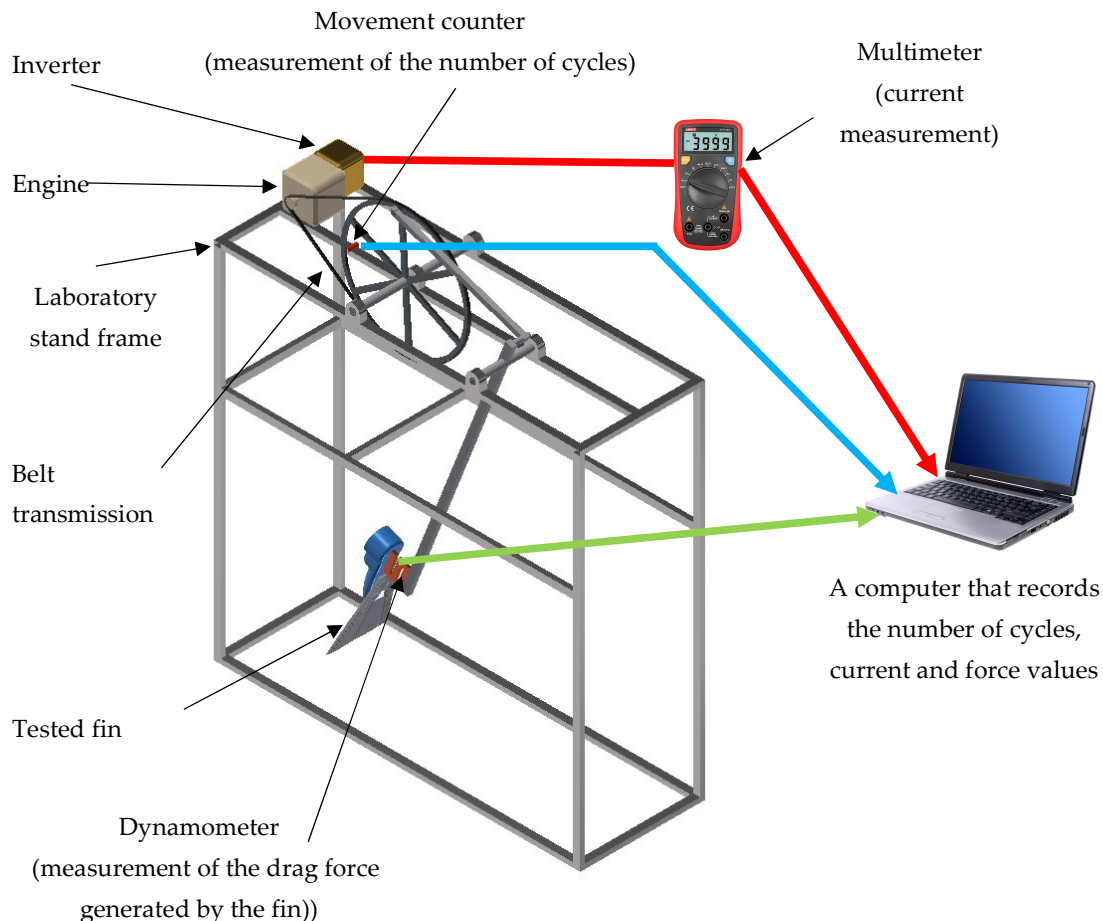 Movement counter
(measurement of the number of cycles)
Multimeter
(current
measurement)
Inverter
Engine
3999
Laboratory
stand frame
Belt
transmission
A computer that records
the number of cycles,
current and force values
Tested fin
Dynamometer
(measurement of the drag force
generated by the fin))